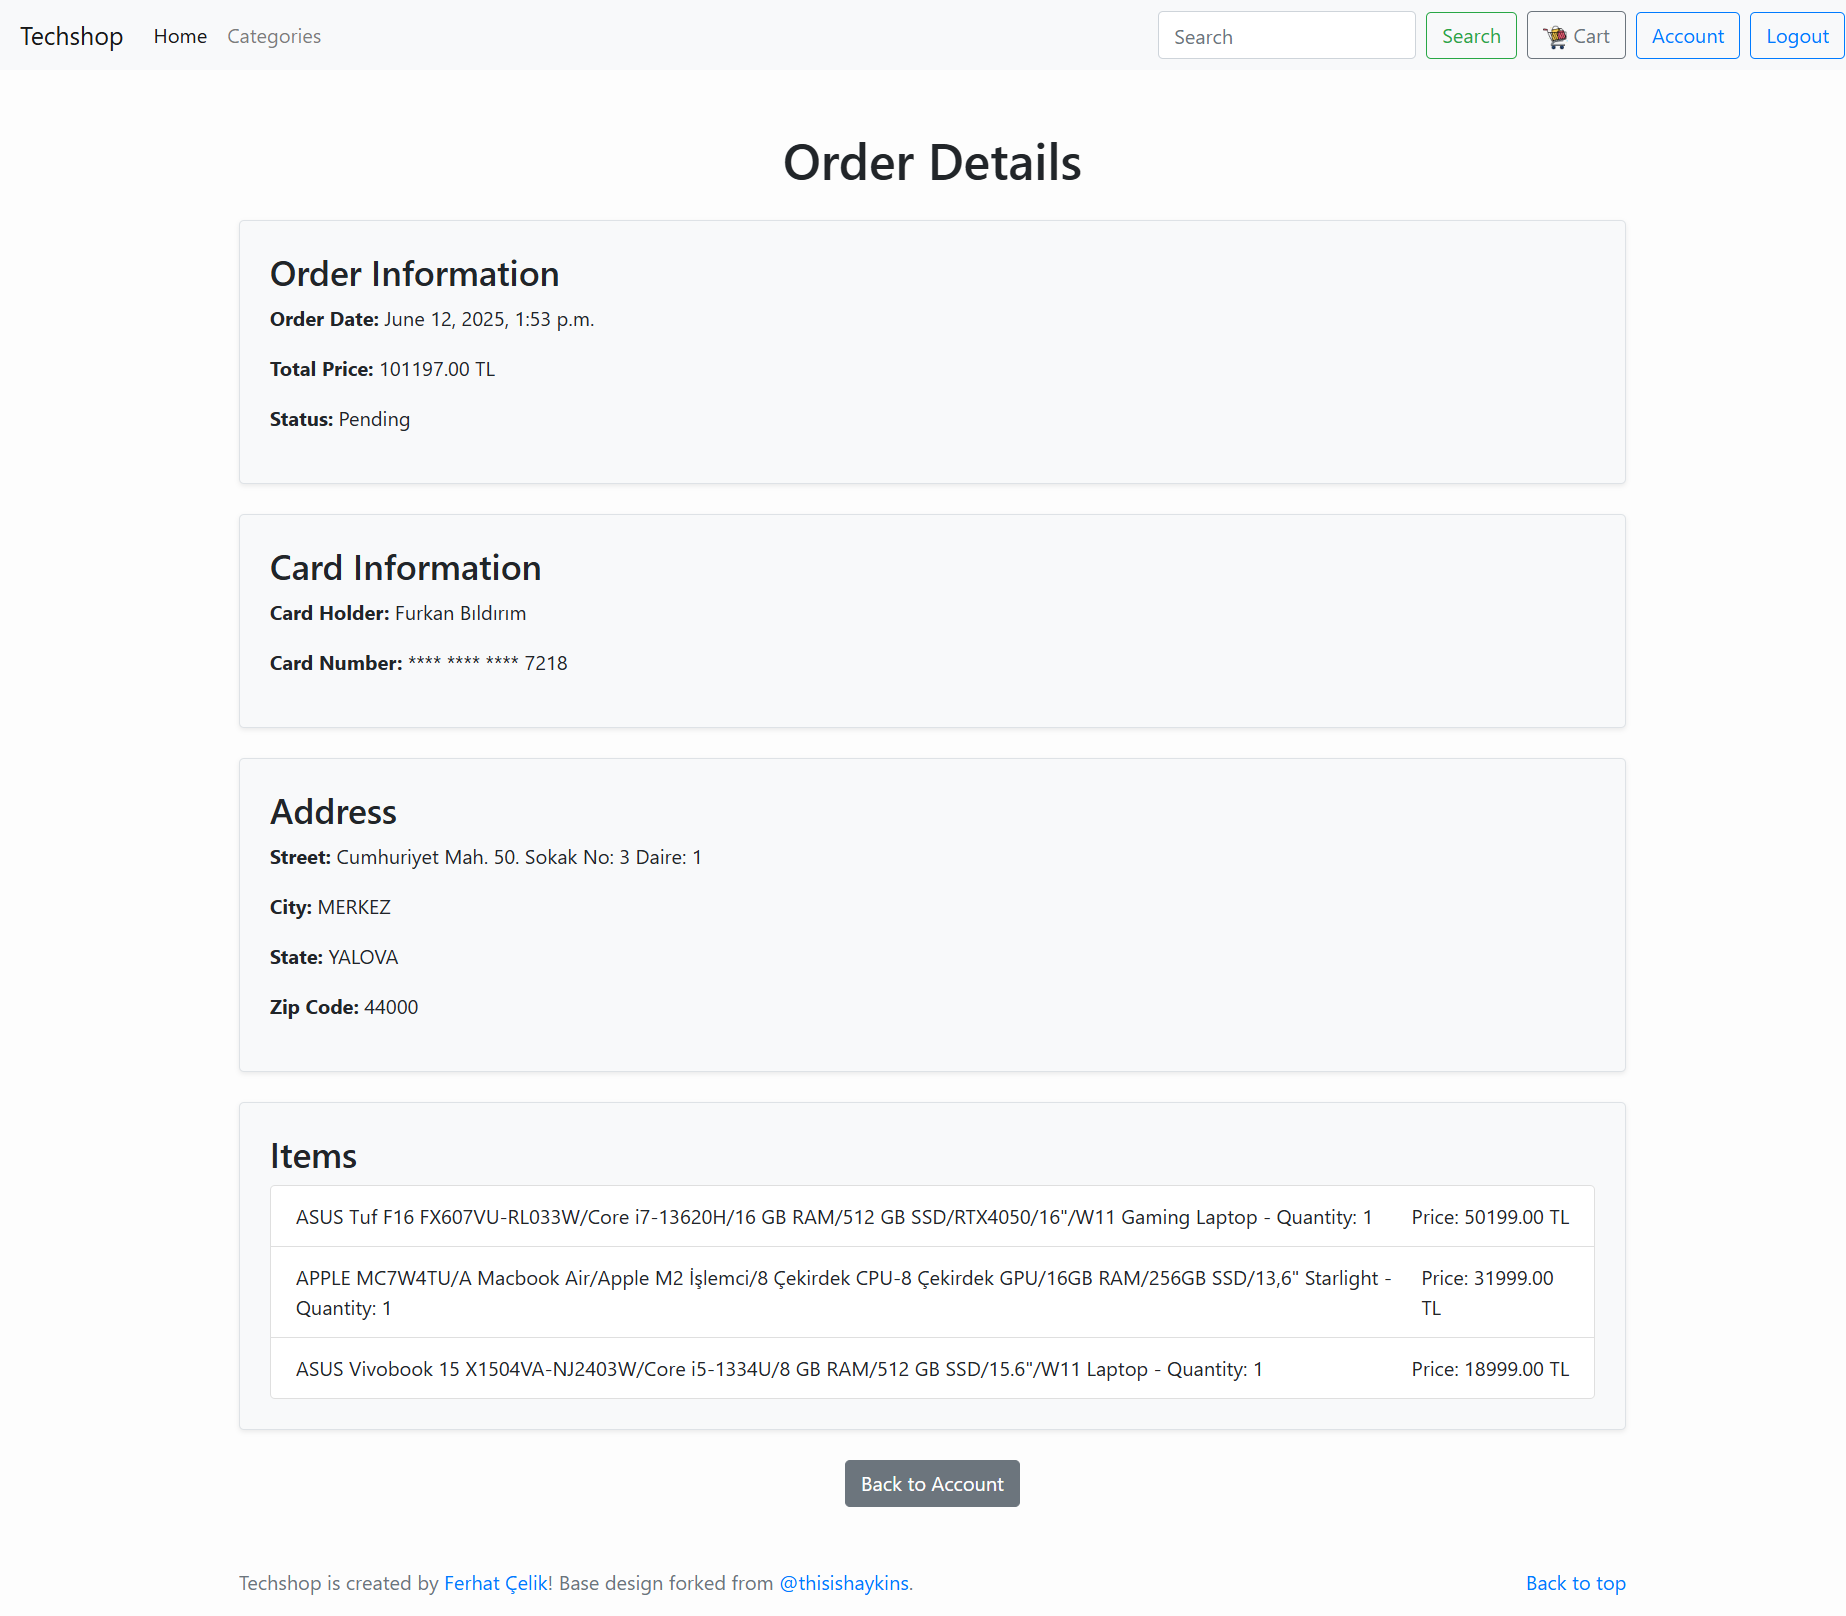 Techshop Home Categories Search Search Cart Account Logout
Order Details
Order Information
Order Date: June 12, 2025, 1:53 p.m.
Total Price: 101197.00 TL
Status: Pending
Card Information
Card Holder: Furkan Bıldırım
Card Number: **** **** **** 7218
Address
Street: Cumhuriyet Mah. 50. Sokak No: 3 Daire: 1
City: MERKEZ
State: YALOVA
Zip Code: 44000
Items
ASUS Tuf F16 FX607VU-RL033W/Core i7-13620H/16 GB RAM/512 GB SSD/RTX4050/16"/W11 Gaming Laptop - Quantity: 1 Price: 50199.00 TL
APPLE MC7W4TU/A Macbook Air/Apple M2 İşlemci/8 Çekirdek CPU-8 Çekirdek GPU/16GB RAM/256GB SSD/13,6" Starlight - Price: 31999.00
Quantity: 1 TL
ASUS Vivobook 15 X1504VA-NJ2403W/Core i5-1334U/8 GB RAM/512 GB SSD/15.6"/W11 Laptop - Quantity: 1 Price: 18999.00 TL
Back to Account
Techshop is created by Ferhat Çelik! Base design forked from @thisishaykins. Back to top